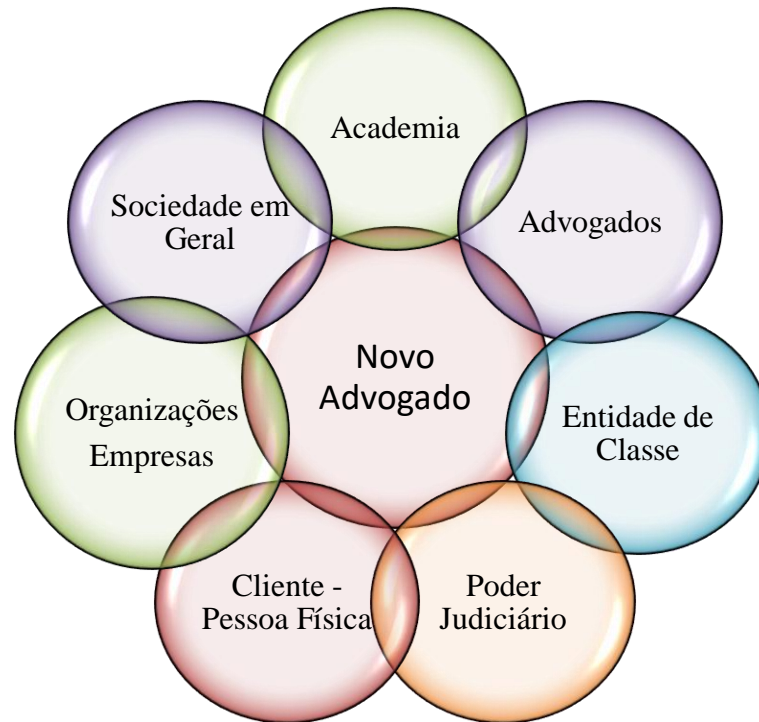 Academia
Advogados
Entidade de
Classe
Poder
Judiciário
Cliente -
Pessoa Física
Organizações
Empresas
Sociedade em
Geral
Novo
Advogado